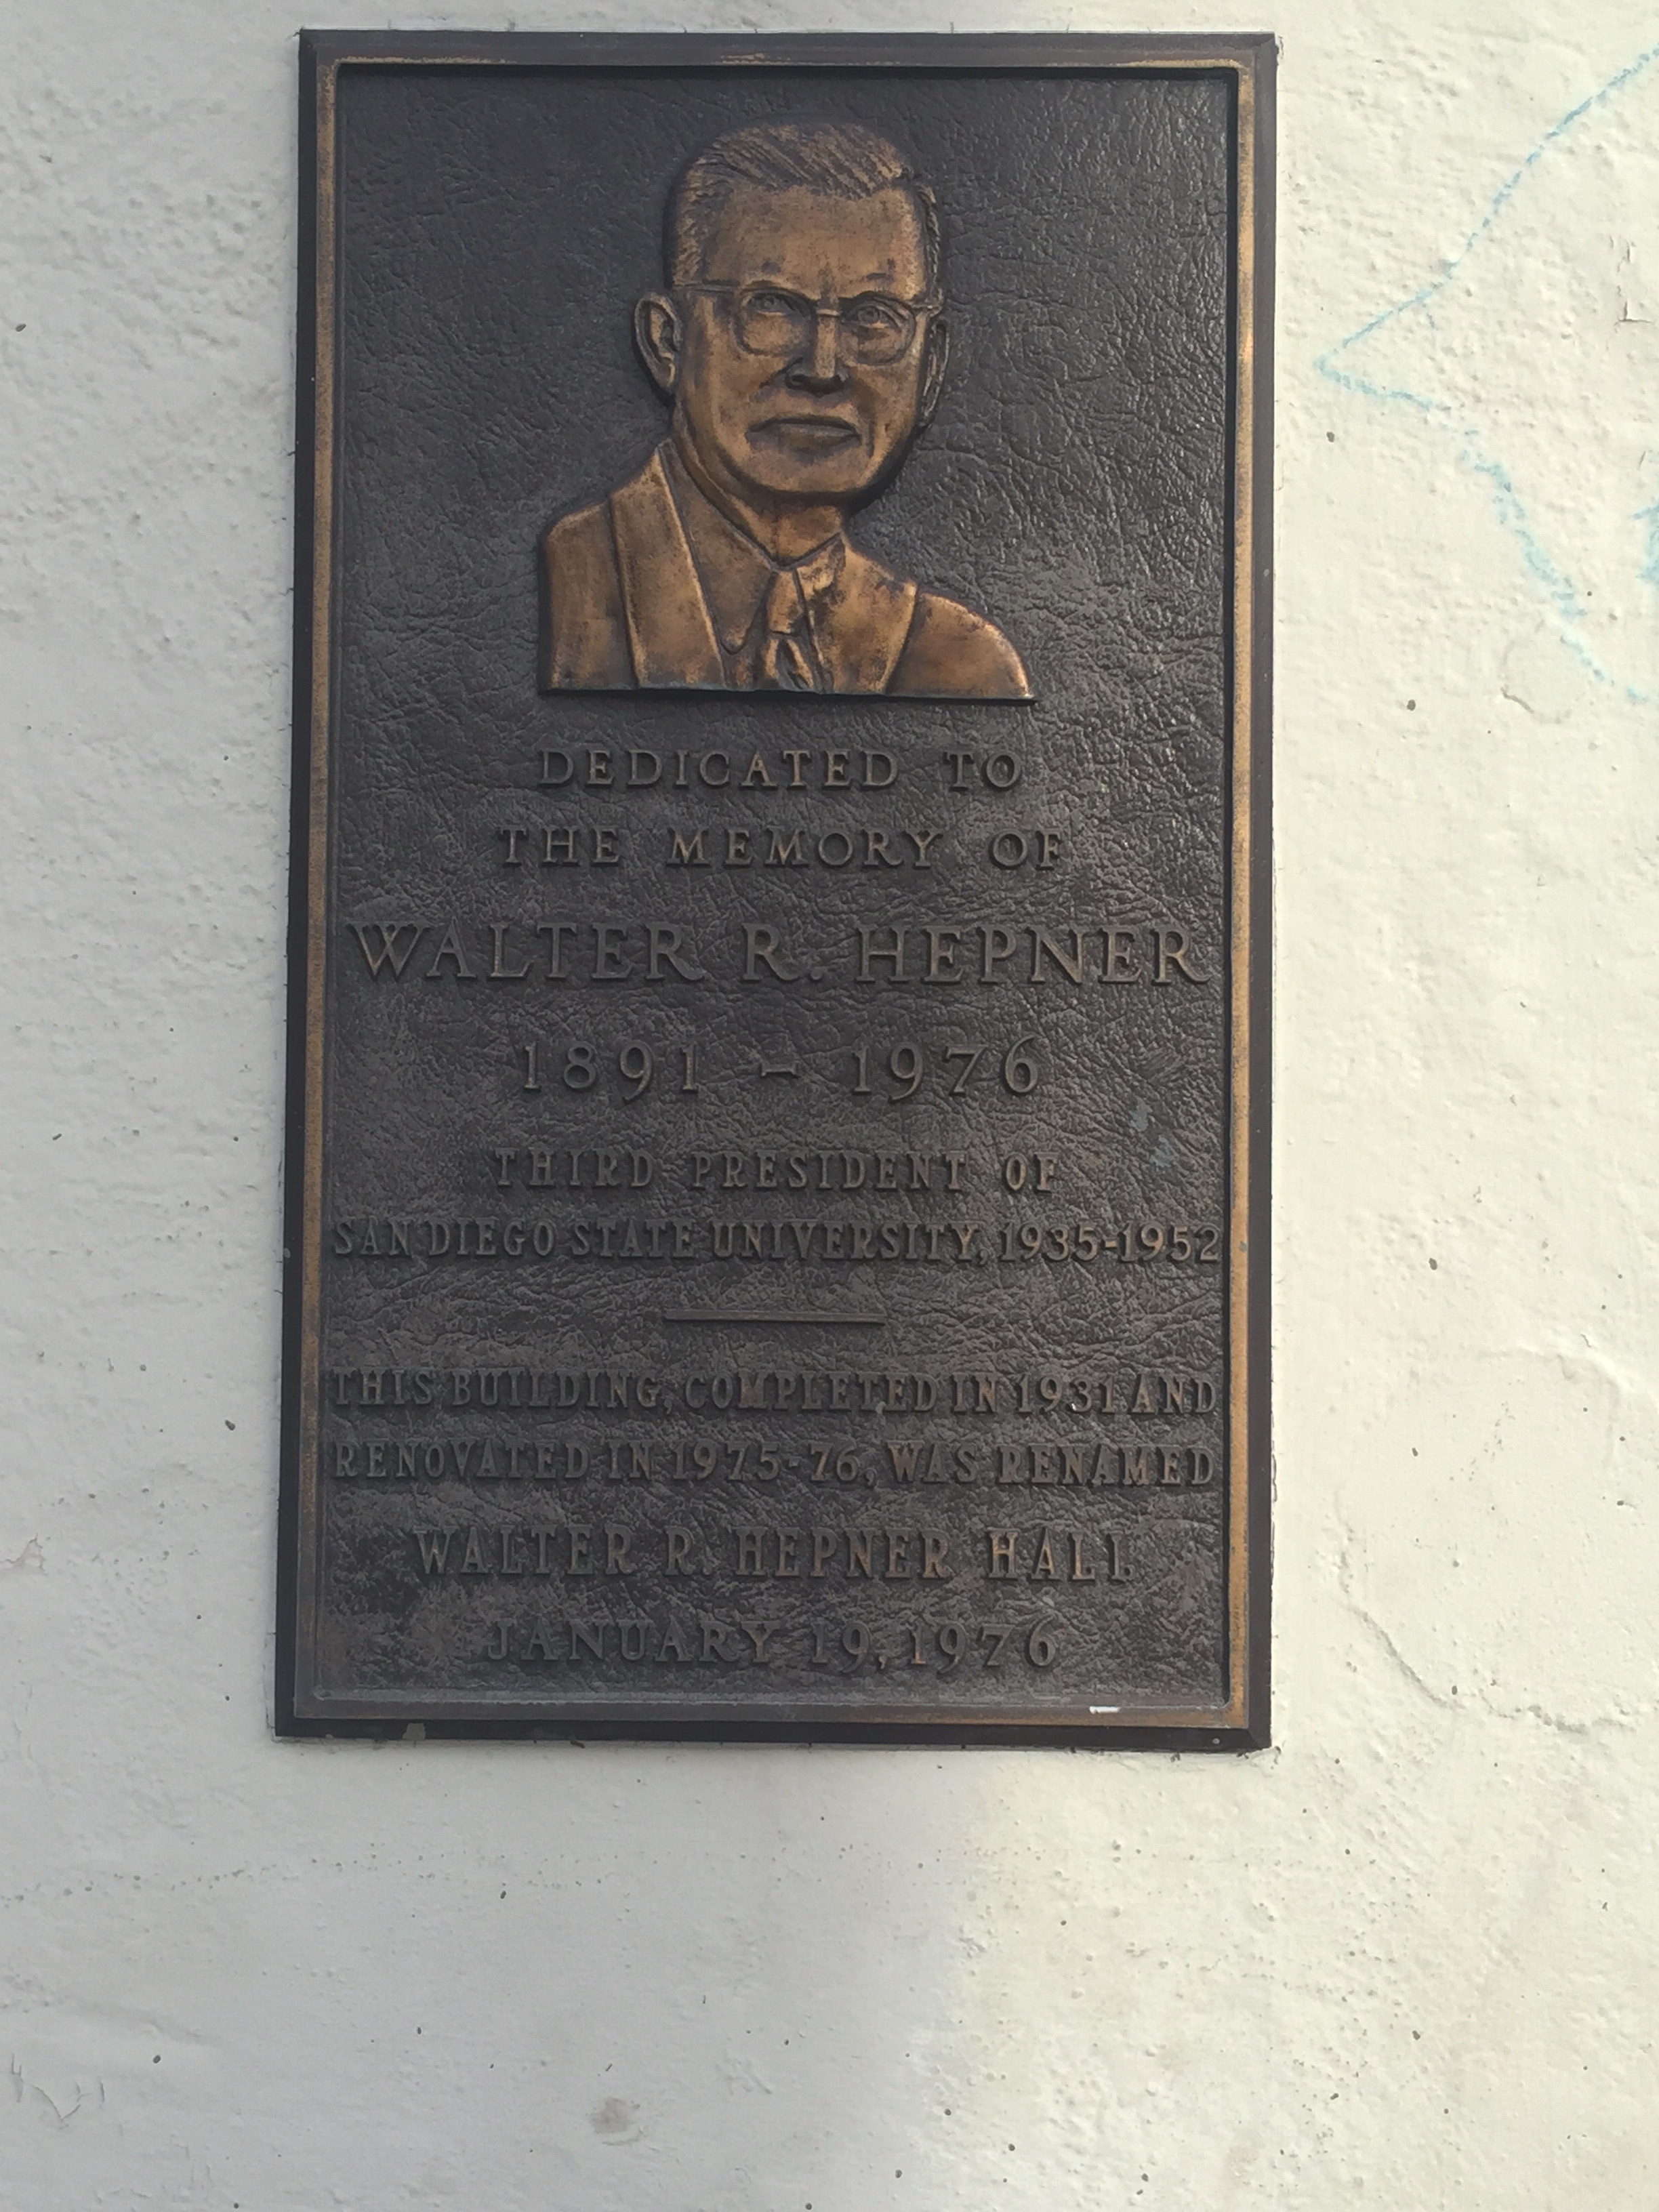 DEDICATED TO
THE MEMORY OF
WALTER R. HEPNER
1891 - 1976
THIRD PRESIDENT OF
SAN DIEGO STATE UNIVERSITY, 1935-1952
THIS BUILDING, COMPLETED IN 1931 AND
RENOVATED IN 1975-76, WAS RENAMED
WALTER R. HEPNER HALL
JANUARY 19, 1976